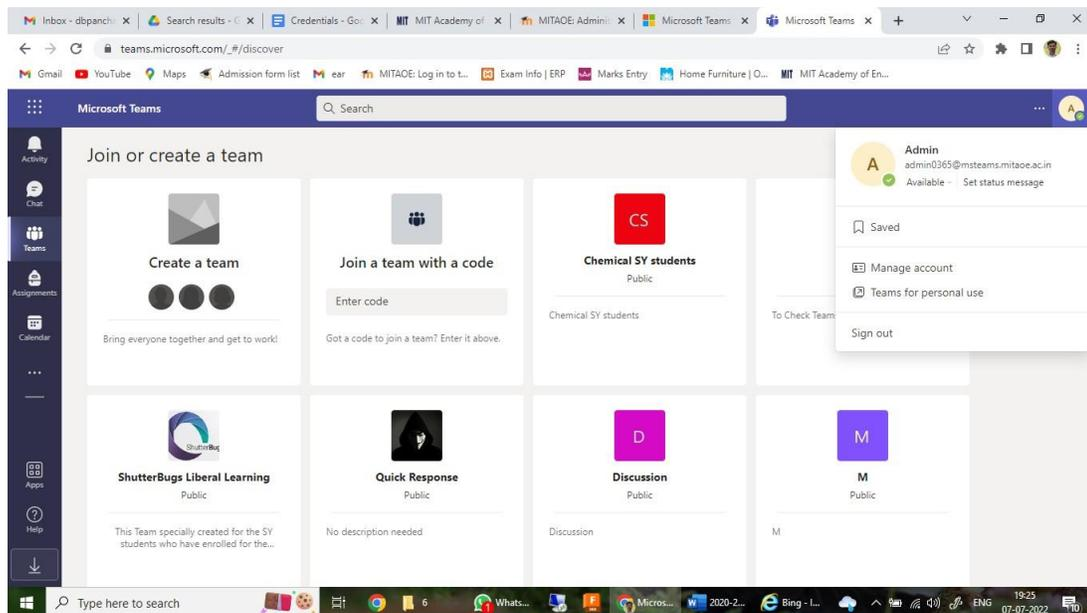 Inbox - dbpancha
Search results - G
Credentials - Goo
MIT MIT Academy of
MITAOE: Admini
Microsoft Teams
Microsoft Teams
teams.microsoft.com/_#/discover
Gmail YouTube Maps Admission form list ear MITAOE: Log in to t... Exam Info | ERP Marks Entry Home Furniture | O... MIT MIT Academy of En...
Microsoft Teams
Search
A
Activity
Chat
Teams
Assignments
Calendar
Apps
Help
Join or create a team
Create a team
Bring everyone together and get to work!
Join a team with a code
Enter code
Got a code to join a team? Enter it above.
CS
Chemical SY students
Public
Chemical SY students
To Check Team
A
Admin
admin0365@msteams.mitaoe.ac.in
Available
Set status message
Saved
Manage account
Teams for personal use
Sign out
ShutterBug
ShutterBugs Liberal Learning
Public
This Team specially created for the SY
students who have enrolled for the...
Quick Response
Public
No description needed
D
Discussion
Public
Discussion
M
M
Public
M
Type here to search
6
Whats...
Micros...
2020-2...
Bing - I...
ENG
19:25
07-07-2022